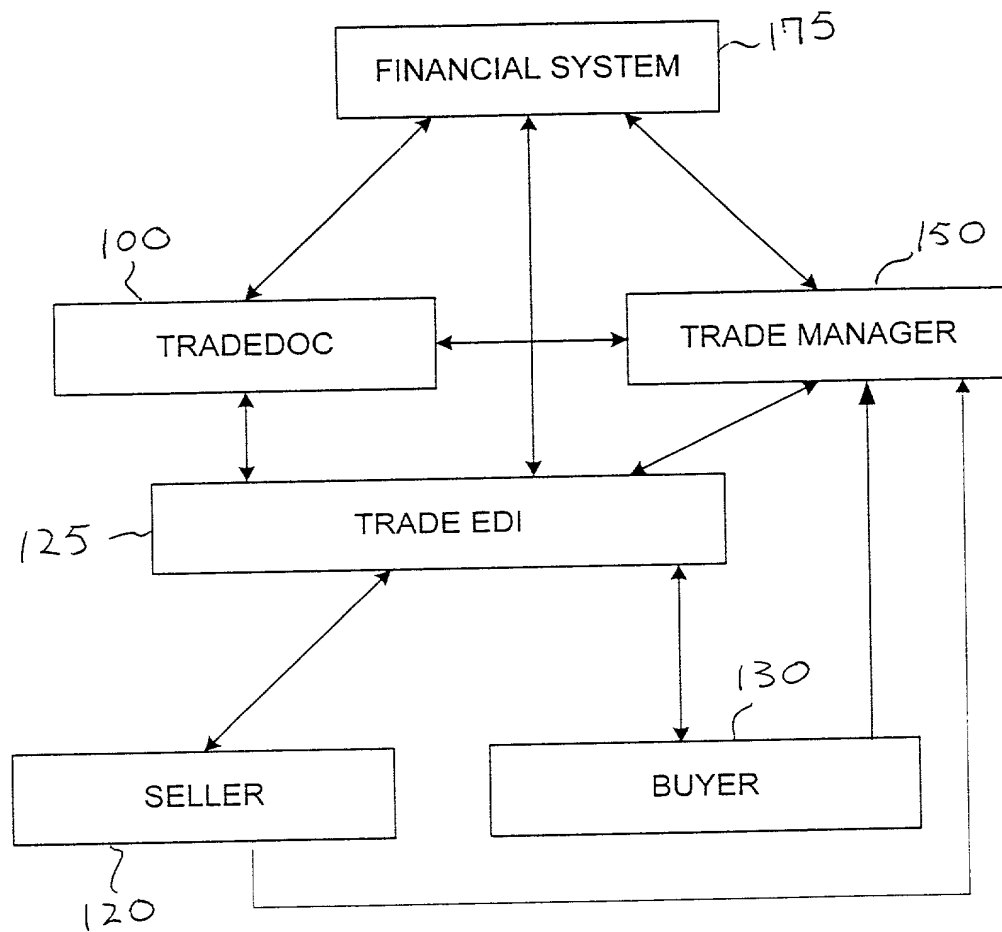 FINANCIAL SYSTEM
175
100
150
TRADEDOC
TRADE MANAGER
TRADE EDI
125
130
SELLER
BUYER
120